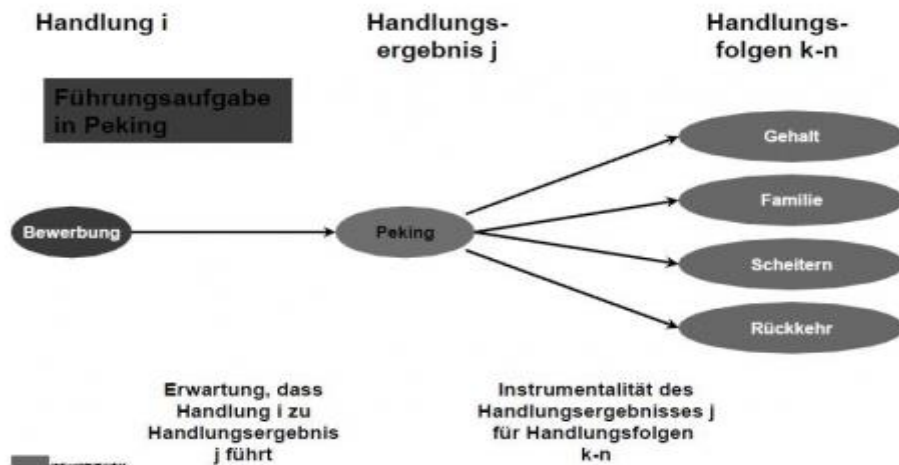 Handlung i
Handlungs-
ergebnis j
Handlungs-
folgen k-n
Führungsaufgabe
in Peking
Gehalt
Familie
Bewerbung
Peking
Scheitern
Rückkehr
Erwartung, dass
Handlung i zu
Handlungsergebnis
j führt
Instrumentalität des
Handlungsergebnisses j
für Handlungsfolgen
k-n